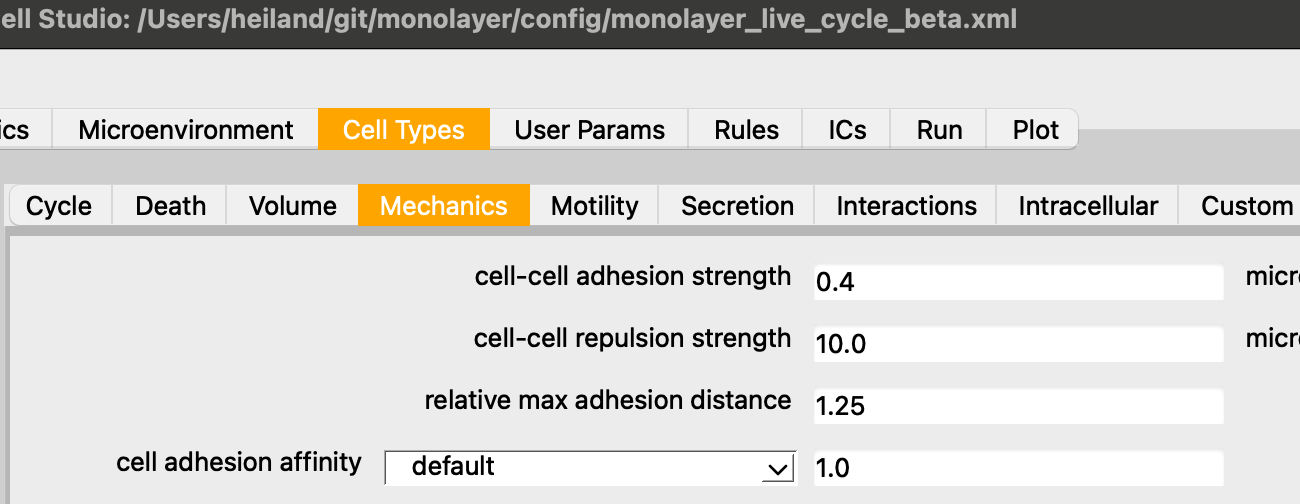 ell Studio: /Users/heiland/git/monolayer/config/monolayer_live_cycle_beta.xml
ics Microenvironment Cell Types User Params Rules ICs Run Plot
Cycle Death Volume Mechanics Motility Secretion Interactions Intracellular Custom
cell-cell adhesion strength 0.4 micr
cell-cell repulsion strength 10.0 micr
relative max adhesion distance 1.25
cell adhesion affinity default 1.0